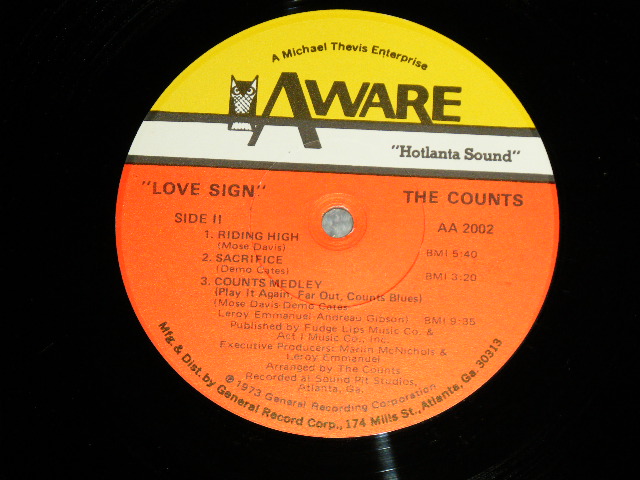 A Michael Thevis Enterprise
AWARE
"Hotlanta Sound"
"LOVE SIGN"
THE COUNTS
SIDE II
AA 2002
1. RIDING HIGH
(Mose Davis)
BMI 5:40
2. SACRIFICE
(Demo Cates)
BMI 3:20
3. COUNTS MEDLEY
(Play It Again, Far Out, Counts Blues)
(Mose Davis-Demo Cates
Leroy Emmanuel-Andreau Gibson)
BMI 9:35
Published by Fudge Lips Music Co. &
Act I Music Co., Inc.
Executive Producers: Martin McNichols &
Leroy Emmanuel
Arranged by The Counts
Recorded at Sound Pit Studios,
Atlanta, Ga.
℗ 1973 General Recording Corporation
Mfg. & Dist. by General Record Corp., 174 Mills St., Atlanta, Ga. 30313